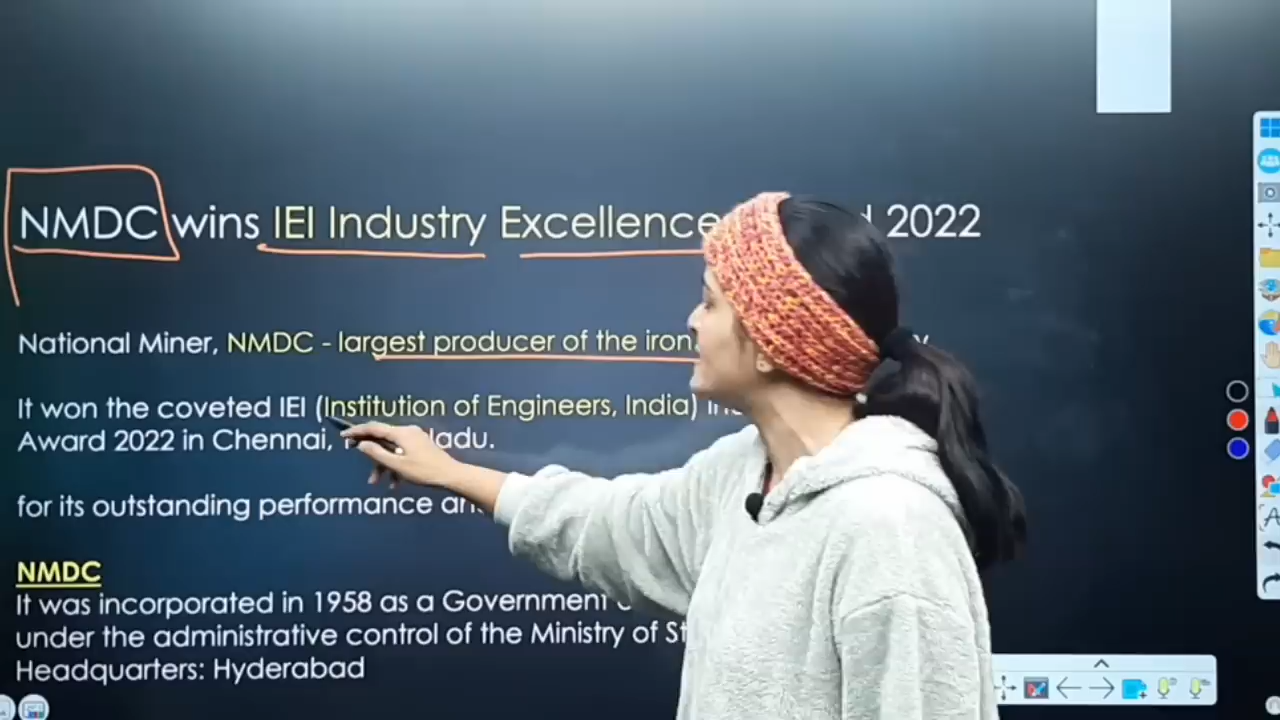 NMDC wins IEI Industry Excellence 2022
National Miner, NMDC - largest producer of the iron
It won the coveted IEI (Institution of Engineers, India)
Award 2022 in Chennai,
for its outstanding performance
NMDC
It was incorporated in 1958 as a Government
under the administrative control of the Ministry of
Headquarters: Hyderabad